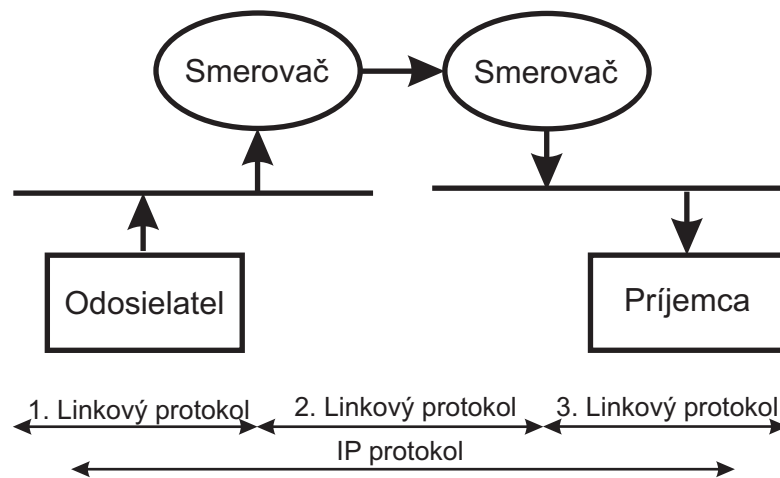 Smerovač
Smerovač
Odosielatel
Príjemca
1. Linkový protokol
2. Linkový protokol
3. Linkový protokol
IP protokol